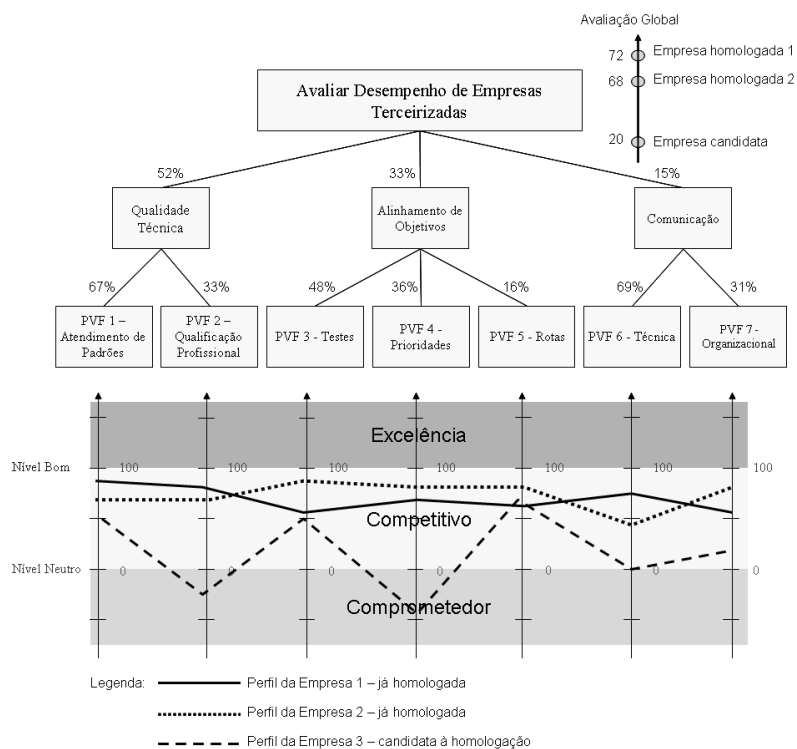 Avaliação Global
72 Empresa homologada 1
68 Empresa homologada 2
20 Empresa candidata
Avaliar Desempenho de Empresas
Terceirizadas
52% 33% 15%
Qualidade
Técnica
Alinhamento de
Objetivos
Comunicação
67% 33% 48% 36% 16% 69% 31%
PVF 1 –
Atendimento de
Padrões
PVF 2 –
Qualificação
Profissional
PVF 3 - Testes
PVF 4 -
Prioridades
PVF 5 - Rotas
PVF 6 - Técnica
PVF 7 -
Organizacional
Excelência
Nível Bom 100 100 100 100 100 100 100
Competitivo
Nível Neutro 0 0 0 0 0 0 0
Comprometedor
Legenda: Perfil da Empresa 1 – já homologada
Perfil da Empresa 2 – já homologada
Perfil da Empresa 3 – candidata à homologação